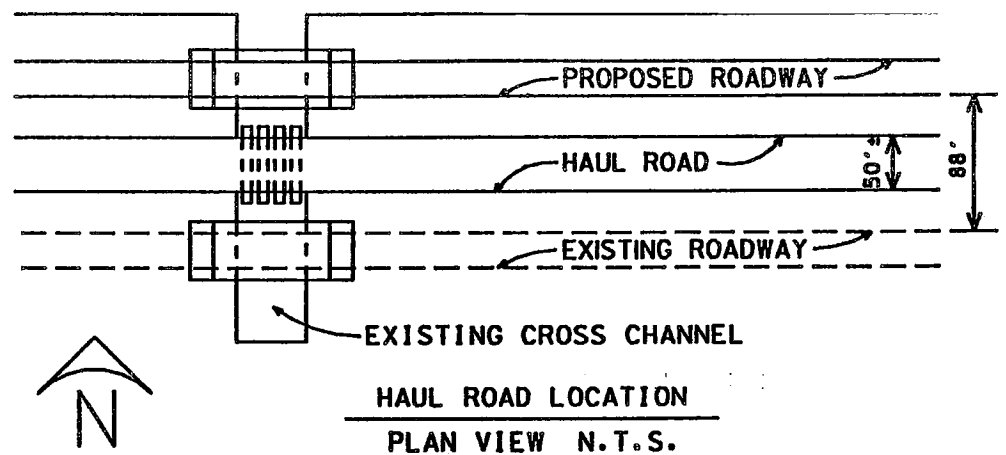 PROPOSED ROADWAY
HAUL ROAD
50'±
88'
EXISTING ROADWAY
EXISTING CROSS CHANNEL
N
HAUL ROAD LOCATION
PLAN VIEW N.T.S.